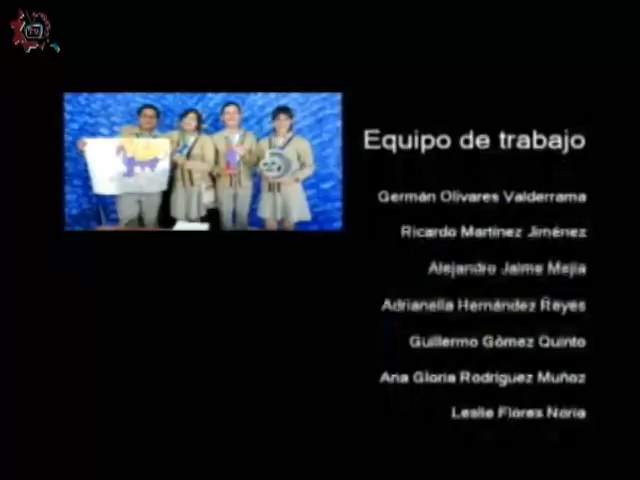 TV
Equipo de trabajo
Germán Olivares Valderrama
Ricardo Martínez Jiménez
Alejandro Jaime Mejía
Adrianella Hernández Reyes
Guillermo Gómez Quinto
Ana Gloria Rodríguez Muñoz
Leslie Flores Noria